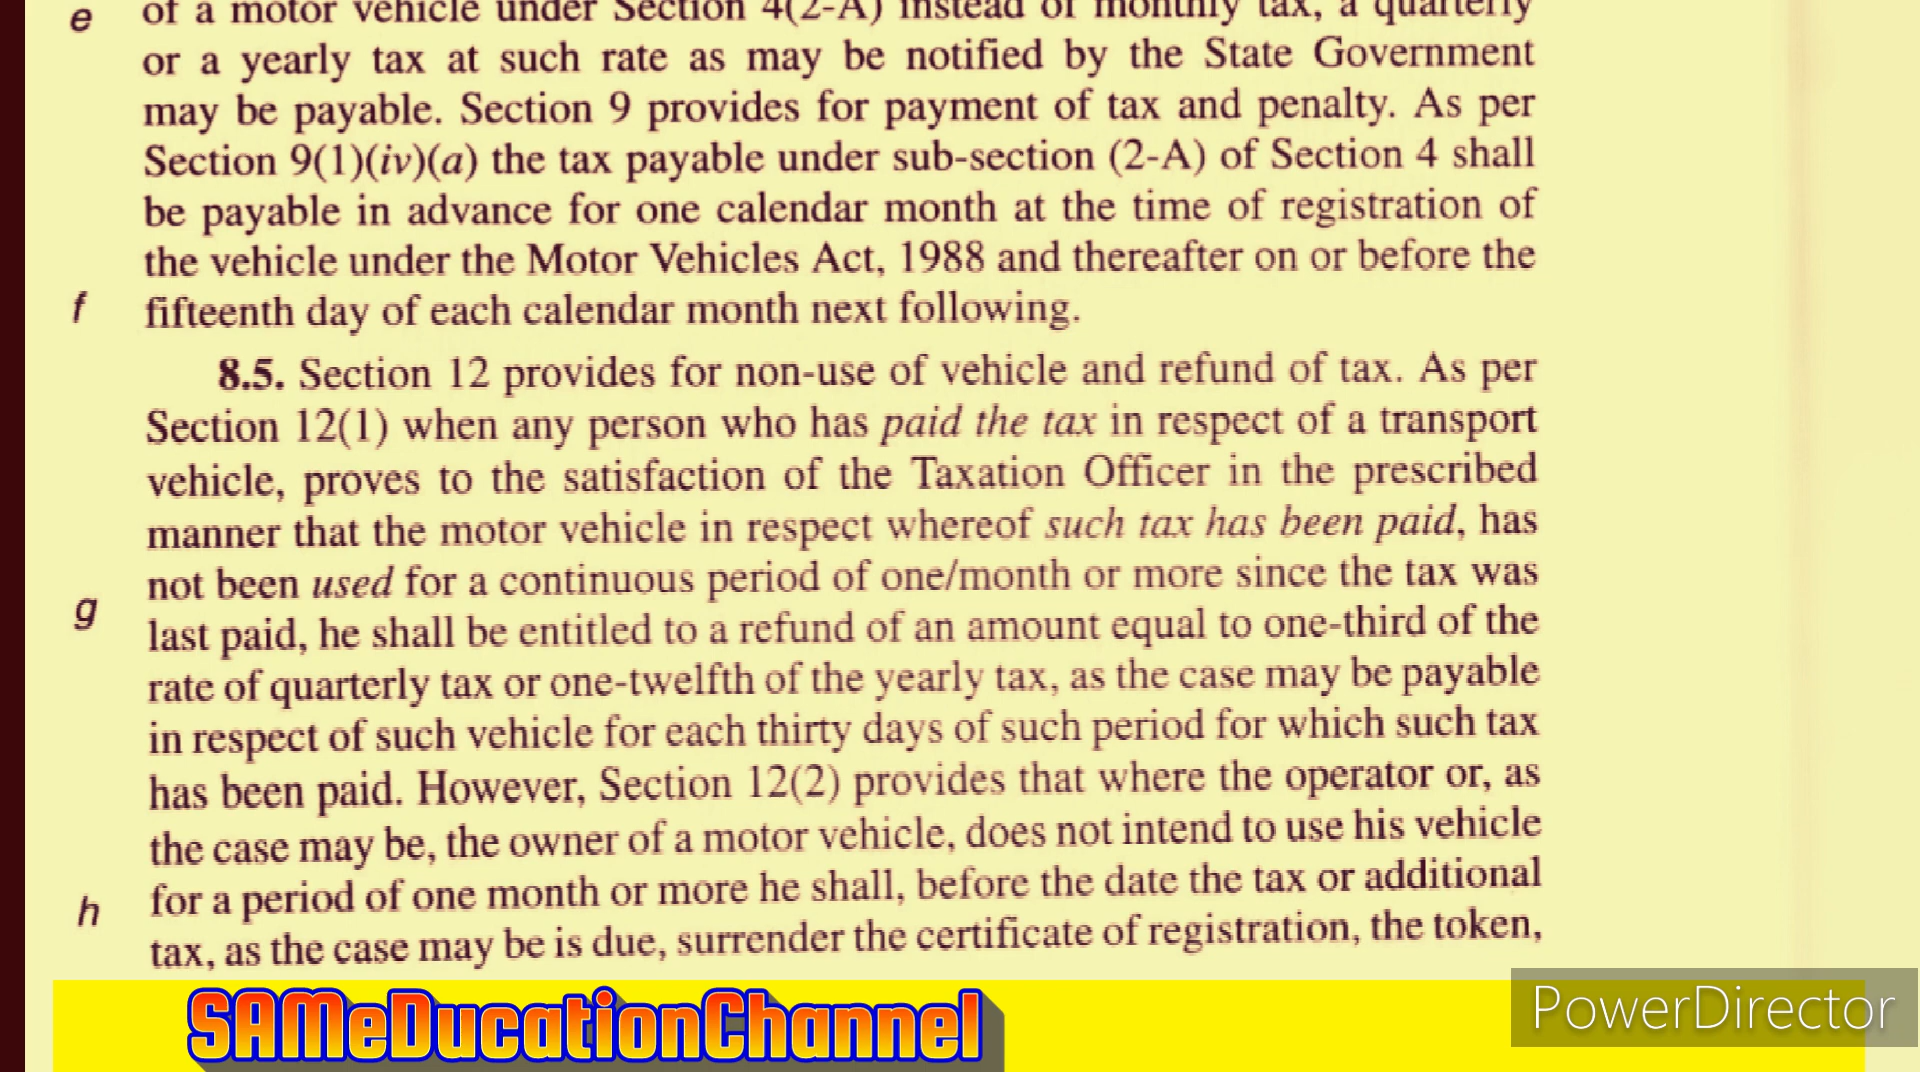 e of a motor vehicle under Section 4(2-A) instead of monthly tax, a quarterly
or a yearly tax at such rate as may be notified by the State Government
may be payable. Section 9 provides for payment of tax and penalty. As per
Section 9(1)(iv)(a) the tax payable under sub-section (2-A) of Section 4 shall
be payable in advance for one calendar month at the time of registration of
the vehicle under the Motor Vehicles Act, 1988 and thereafter on or before the
f fifteenth day of each calendar month next following.
8.5. Section 12 provides for non-use of vehicle and refund of tax. As per
Section 12(1) when any person who has paid the tax in respect of a transport
vehicle, proves to the satisfaction of the Taxation Officer in the prescribed
manner that the motor vehicle in respect whereof such tax has been paid, has
not been used for a continuous period of one/month or more since the tax was
g last paid, he shall be entitled to a refund of an amount equal to one-third of the
rate of quarterly tax or one-twelfth of the yearly tax, as the case may be payable
in respect of such vehicle for each thirty days of such period for which such tax
has been paid. However, Section 12(2) provides that where the operator or, as
the case may be, the owner of a motor vehicle, does not intend to use his vehicle
h for a period of one month or more he shall, before the date the tax or additional
tax, as the case may be is due, surrender the certificate of registration, the token,
SAMeDucationChannel
PowerDirector